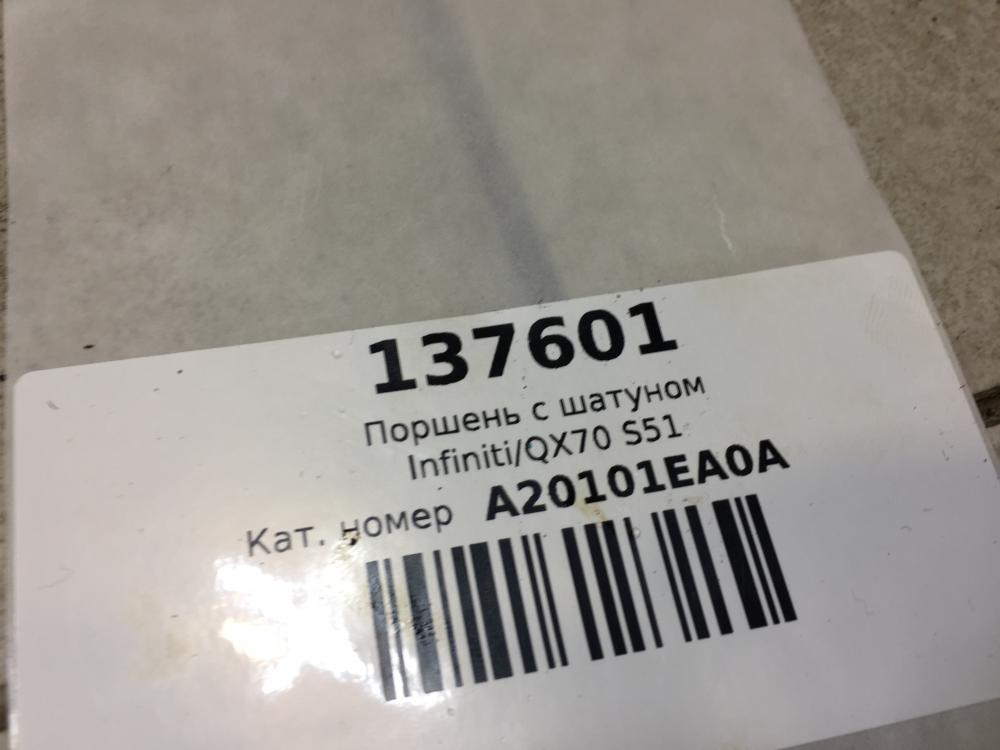 137601
Поршень с шатуном
Infiniti/QX70 S51
Кат. номер A20101EA0A